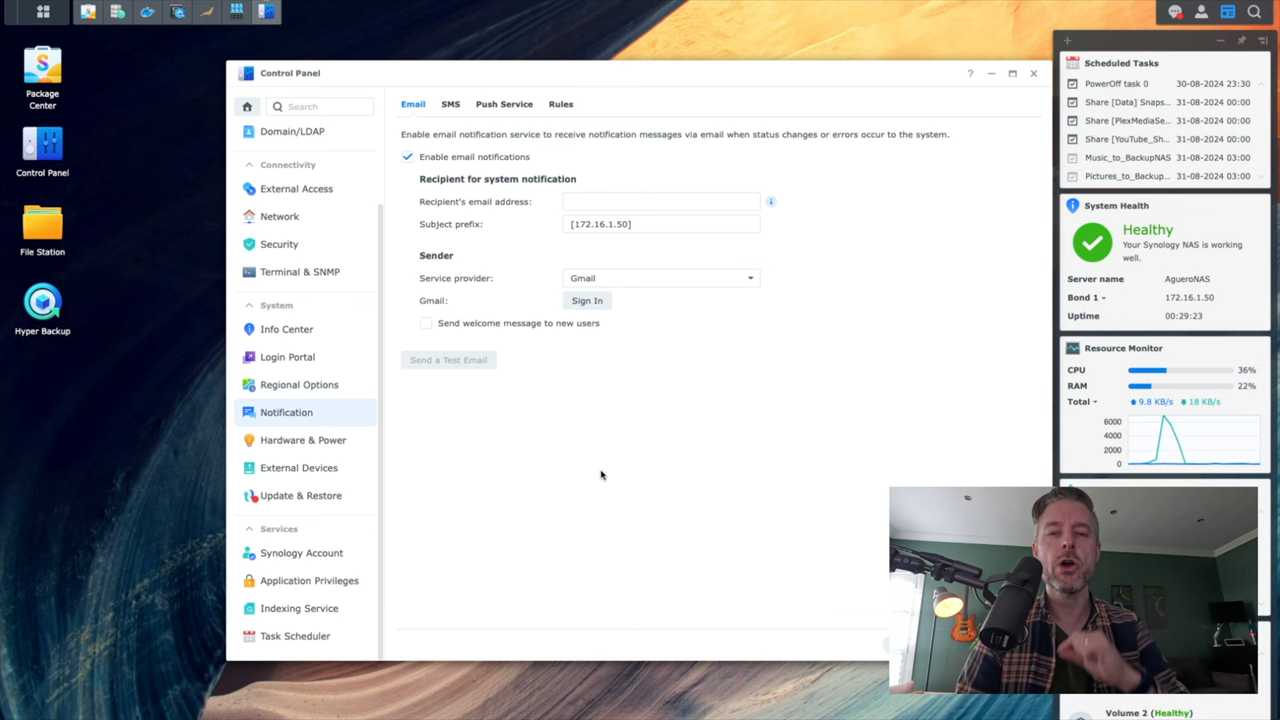 Package
Center
Control Panel
File Station
Hyper Backup
Control Panel
Search
Domain/LDAP
Connectivity
External Access
Network
Security
Terminal & SNMP
System
Info Center
Login Portal
Regional Options
Notification
Hardware & Power
External Devices
Update & Restore
Services
Synology Account
Application Privileges
Indexing Service
Task Scheduler
Email SMS Push Service Rules
Enable email notification service to receive notification messages via email when status changes or errors occur to the system.
Enable email notifications
Recipient for system notification
Recipient's email address:
Subject prefix: [172.16.1.50]
Sender
Service provider: Gmail
Gmail: Sign In
Send welcome message to new users
Send a Test Email
Scheduled Tasks
PowerOff task 0 30-08-2024 23:30
Share [Data] Snaps... 31-08-2024 00:00
Share [PlexMediaSe... 31-08-2024 00:00
Share [YouTube_Sh... 31-08-2024 00:00
Music_to_BackupNAS 31-08-2024 03:00
Pictures_to_Backup... 31-08-2024 03:00
System Health
Healthy
Your Synology NAS is working
well.
Server name AgueroNAS
Bond 1 172.16.1.50
Uptime 00:29:23
Resource Monitor
CPU 36%
RAM 22%
Total 9.8 KB/s 18 KB/s
6000
4000
2000
0
Volume 2 (Healthy)